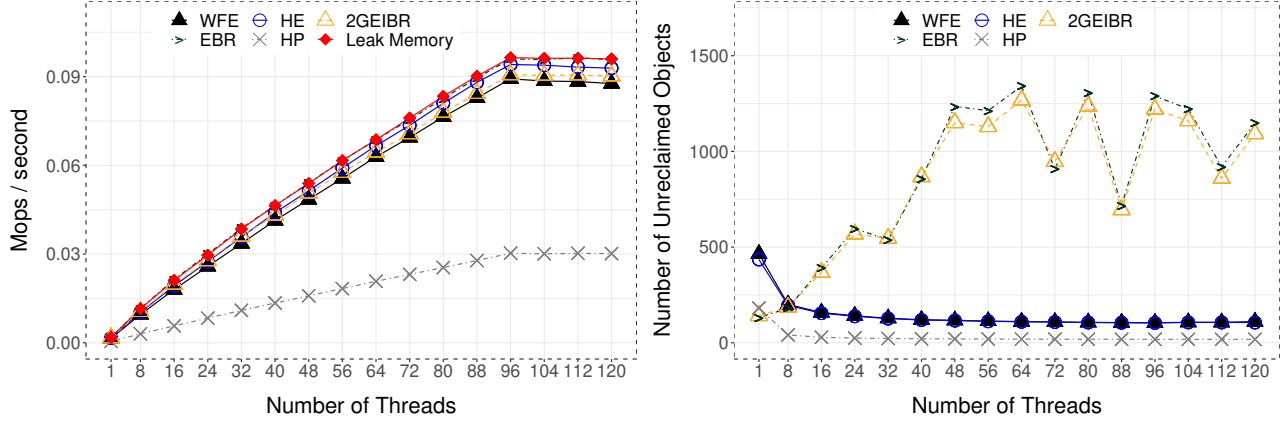 WFE HE 2GEIBR
EBR HP Leak Memory
Mops / second
0.09
0.06
0.03
0.00
1 8 16 24 32 40 48 56 64 72 80 88 96 104 112 120
Number of Threads
WFE HE 2GEIBR
EBR HP
Number of Unreclaimed Objects
1500
1000
500
0
1 8 16 24 32 40 48 56 64 72 80 88 96 104 112 120
Number of Threads